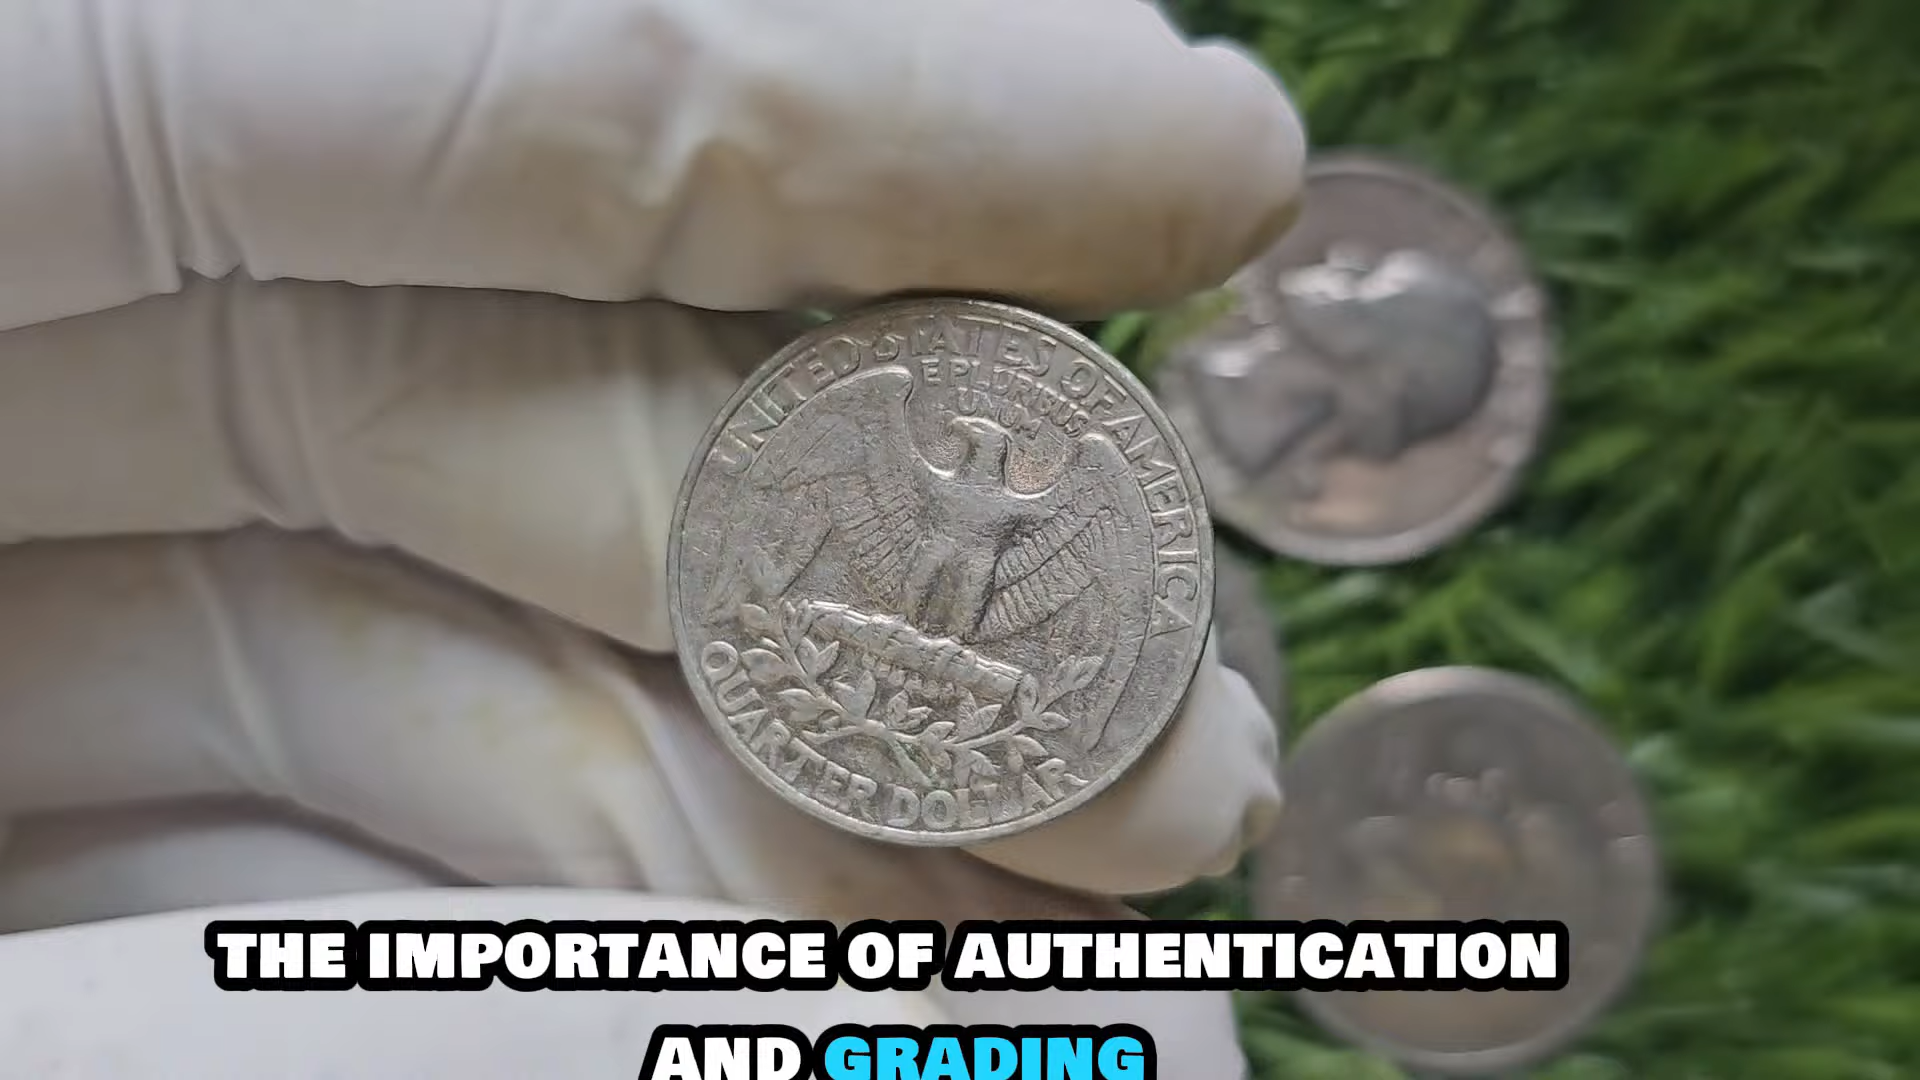 UNITED STATES OF AMERICA
E PLURIBUS
UNUM
QUARTER DOLLAR
THE IMPORTANCE OF AUTHENTICATION
AND GRADING